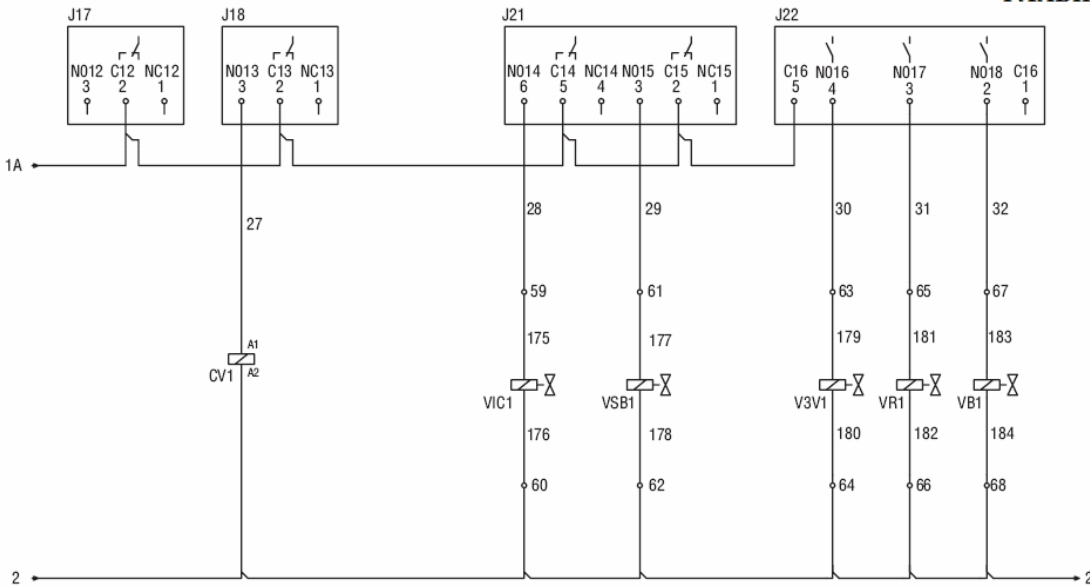 J17 J18 J21 J22
NO12 C12 NC12 NO13 C13 NC13 NO14 C14 NC14 NO15 C15 NC15 C16 NO16 NO17 NO18 C16
3 2 1 3 2 1 6 5 4 3 2 1 5 4 3 2 1
1A
27 28 29 30 31 32
59 61 63 65 67
175 177 179 181 183
A1
CV1 A2
VIC1 VSB1 V3V1 VR1 VB1
176 178 180 182 184
60 62 64 66 68
2 2